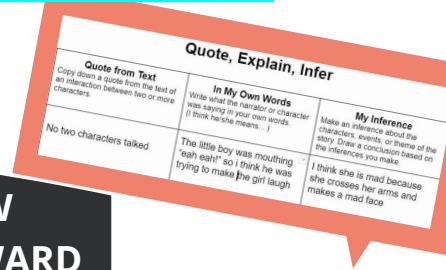 Quote, Explain, Infer
Quote from Text
Copy down a quote from the text of
an interaction between two or more
characters.
In My Own Words
Write what the narrator or character
was saying in your own words.
(I think he/she means... )
My Inference
Make an inference about the
characters, events, or theme of the
story. Draw a conclusion based on
the inferences you make.
No two characters talked
The little boy was mouthing
"eah eah!" so i think he was
trying to make the girl laugh
I think she is mad because
she crosses her arms and
makes a mad face
W
WARD